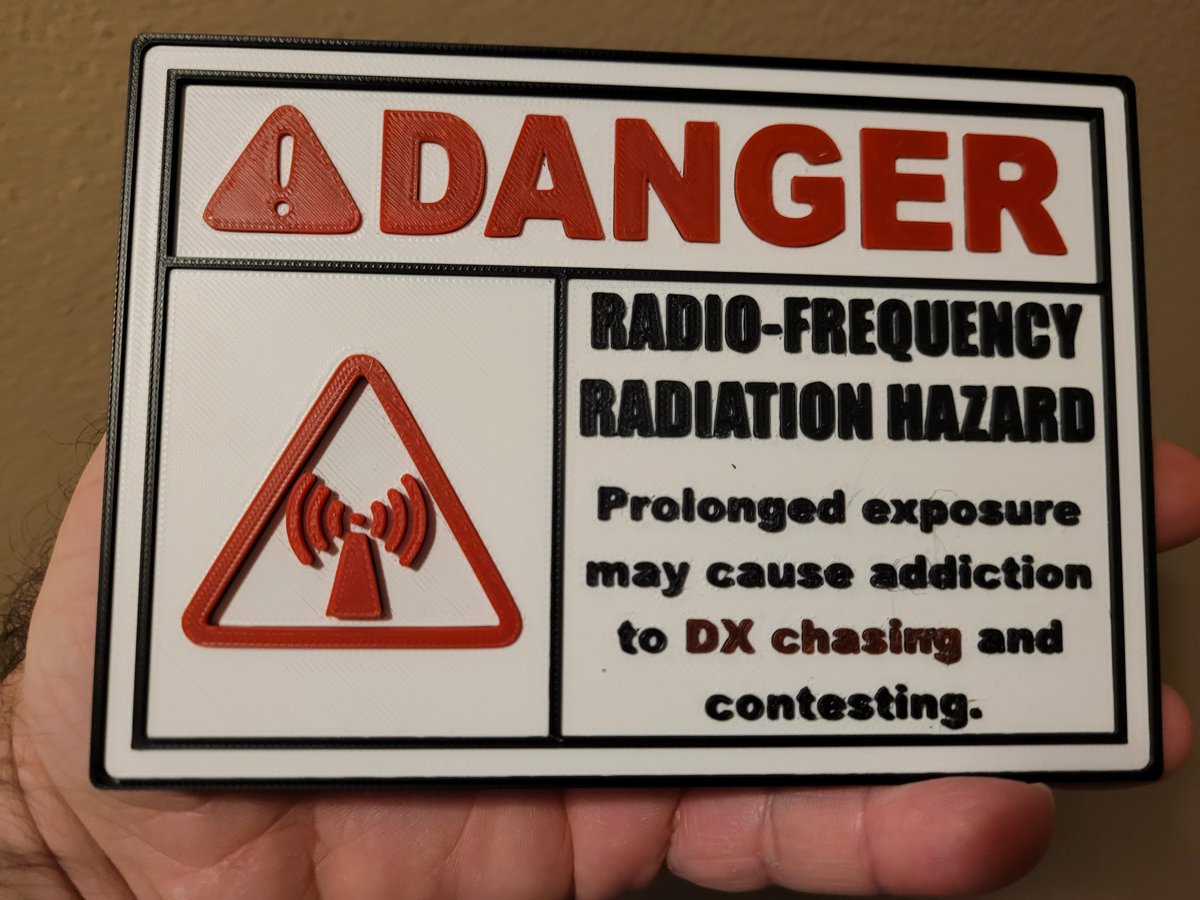 DANGER
RADIO-FREQUENCY
RADIATION HAZARD
Prolonged exposure
may cause addiction
to DX chasing and
contesting.